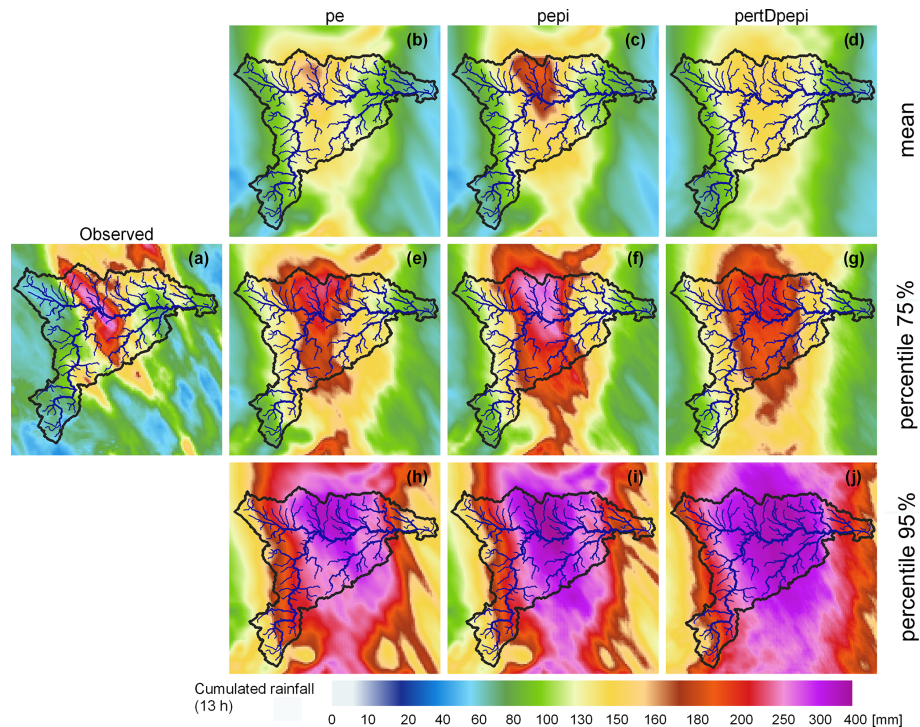 pe pepi pertDpepi
(b) (c) (d)
mean
Observed
(a) (e) (f) (g)
percentile 75 %
(h) (i) (j)
percentile 95 %
Cumulated rainfall
(13 h)
0 10 20 40 60 80 100 130 150 160 180 200 250 300 400 [mm]